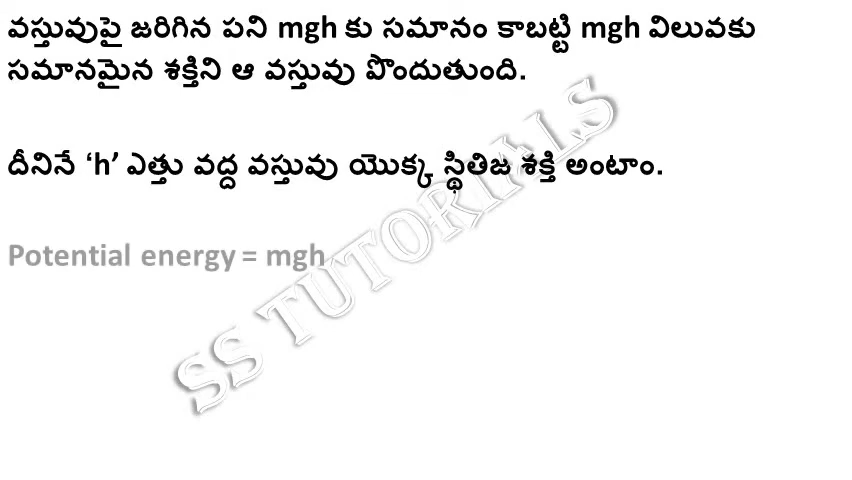 వస్తువుపై జరిగిన పని mgh కు సమానం కాబట్టి mgh విలువకు
సమానమైన శక్తిని ఆ వస్తువు పొందుతుంది.
దీనినే ‘h’ ఎత్తు వద్ద వస్తువు యొక్క స్థితిజ శక్తి అంటాం.
Potential energy = mgh
SS TUTORIALS